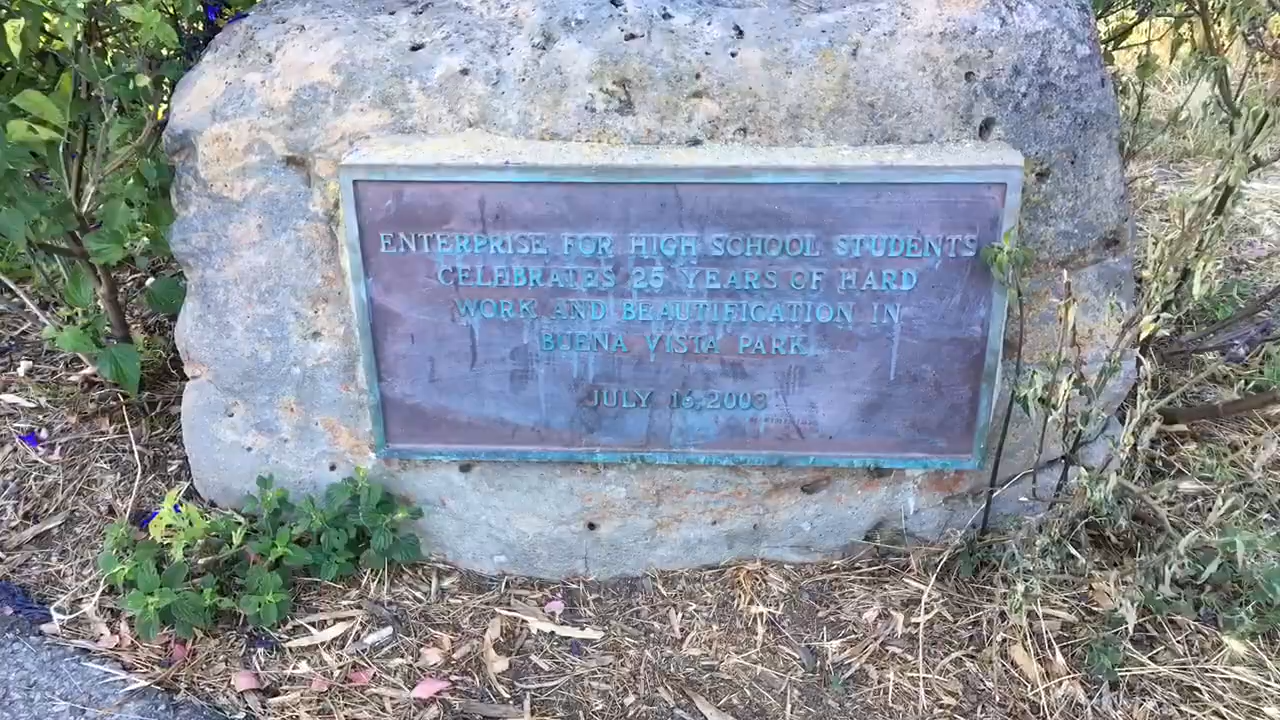 ENTERPRISE FOR HIGH SCHOOL STUDENTS
CELEBRATES 25 YEARS OF HARD
WORK AND BEAUTIFICATION IN
BUENA VISTA PARK
JULY 16, 2003